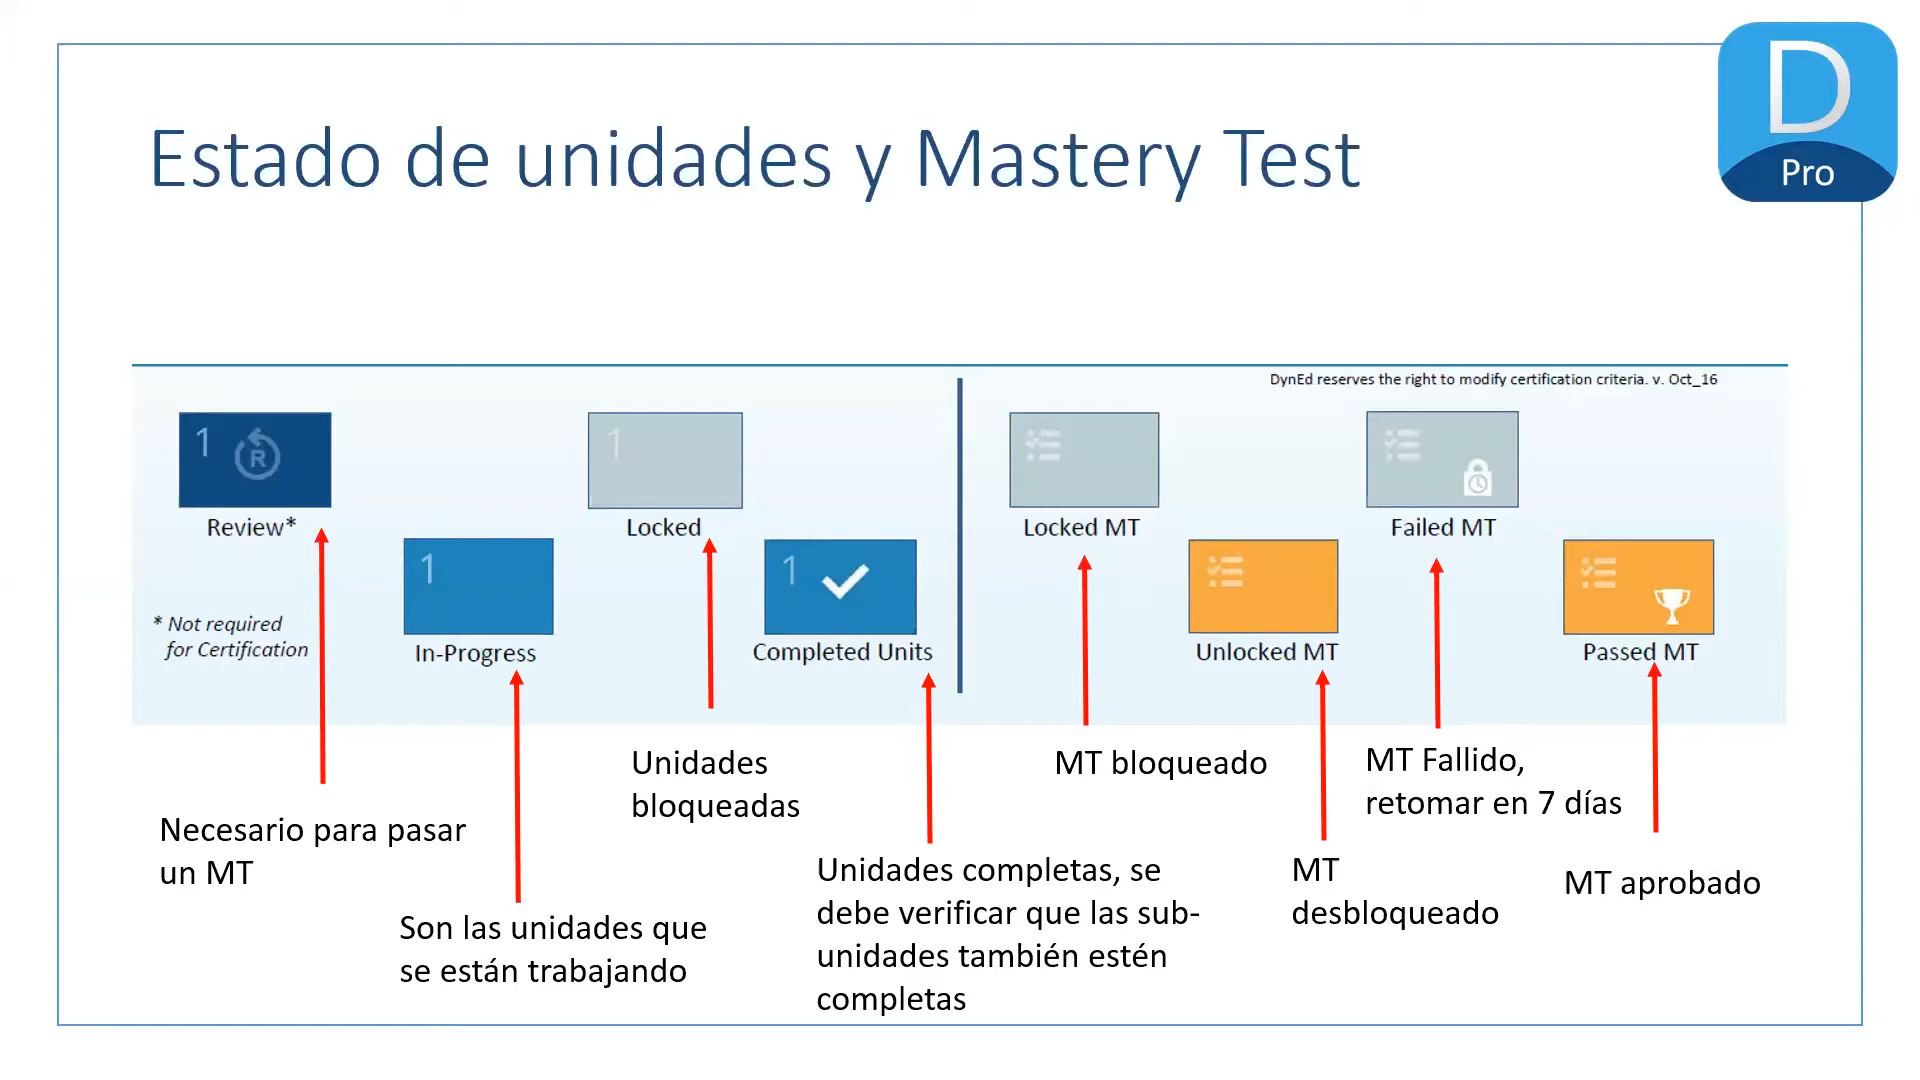 D
Pro
Estado de unidades y Mastery Test
DynEd reserves the right to modify certification criteria. v. Oct_16
1
R
Review*
1
Locked
Locked MT
Failed MT
1
In-Progress
1
Completed Units
Unlocked MT
Passed MT
* Not required
for Certification
Necesario para pasar
un MT
Son las unidades que
se están trabajando
Unidades
bloqueadas
Unidades completas, se
debe verificar que las sub-
unidades también estén
completas
MT bloqueado
MT
desbloqueado
MT Fallido,
retomar en 7 días
MT aprobado